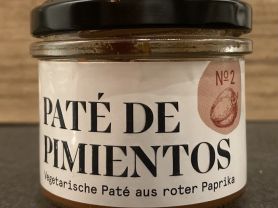 Nº2
PATÉ DE
PIMIENTOS
Vegetarische Paté aus roter Paprika